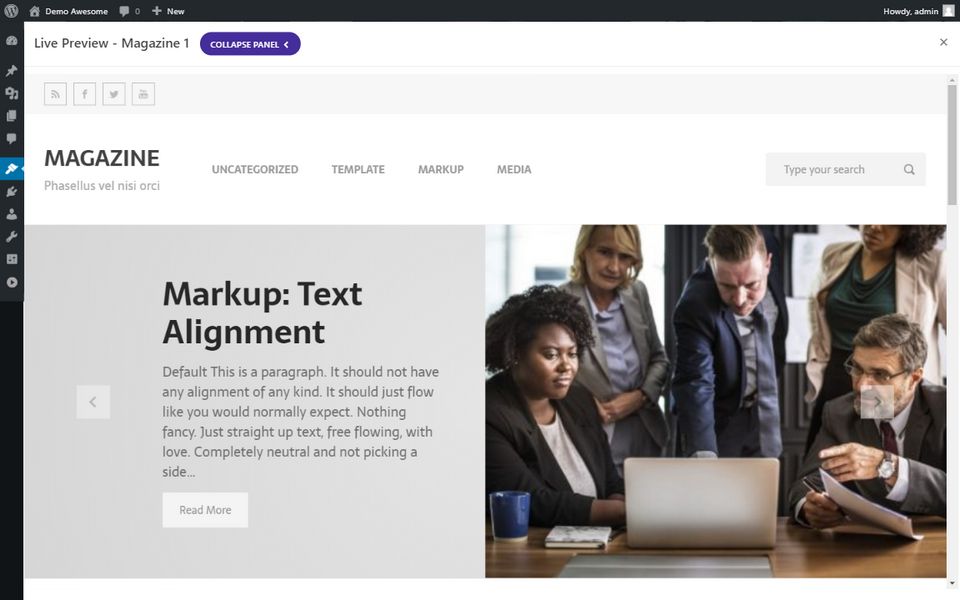 Demo Awesome 0 New Howdy, admin
Live Preview - Magazine 1 COLLAPSE PANEL
MAGAZINE
Phasellus vel nisi orci
UNCATEGORIZED TEMPLATE MARKUP MEDIA
Type your search
Markup: Text
Alignment
Default This is a paragraph. It should not have
any alignment of any kind. It should just flow
like you would normally expect. Nothing
fancy. Just straight up text, free flowing, with
love. Completely neutral and not picking a
side...
Read More